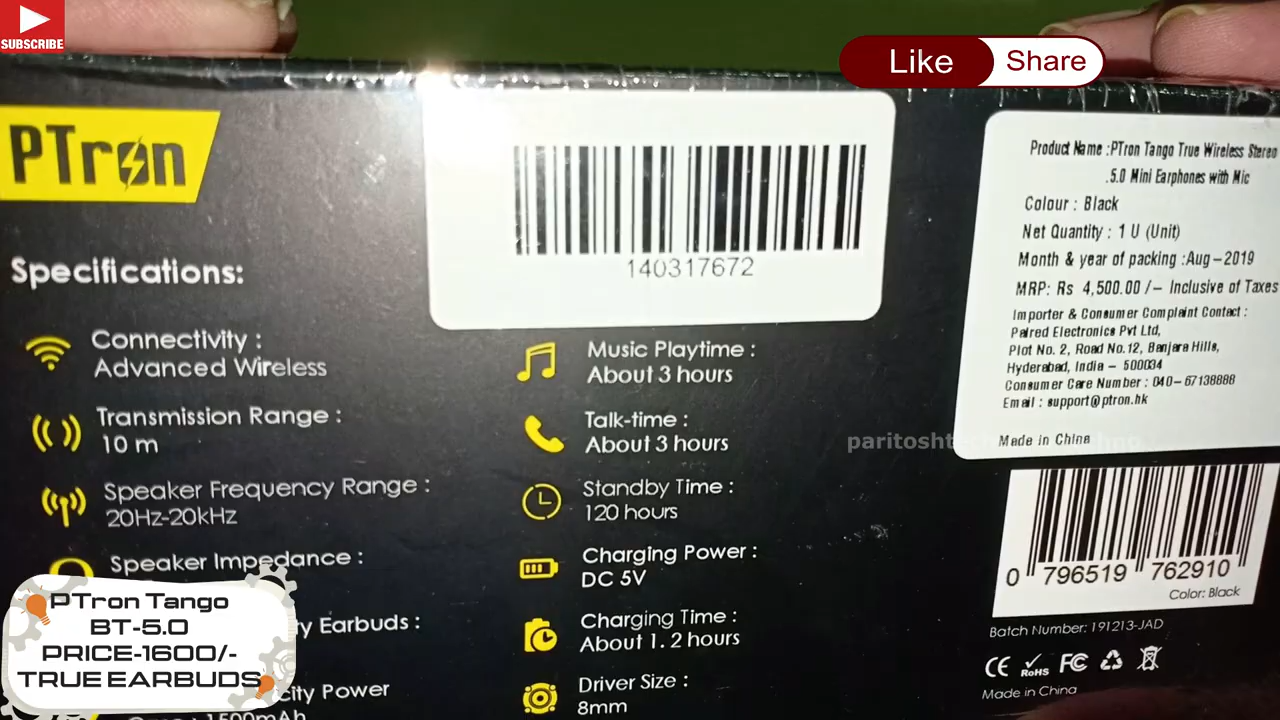 SUBSCRIBE
Like
Share
PTron
Specifications:
Connectivity :
Advanced Wireless
Transmission Range :
10 m
Speaker Frequency Range :
20Hz-20kHz
Speaker Impedance :
Earbuds :
Power
1500mAh
140317672
Music Playtime :
About 3 hours
Talk-time :
About 3 hours
Standby Time :
120 hours
Charging Power :
DC 5V
Charging Time :
About 1.2 hours
Driver Size :
8mm
Product Name :PTron Tango True Wireless Stereo
.5.0 Mini Earphones with Mic
Colour : Black
Net Quantity : 1 U (Unit)
Month & year of packing :Aug-2019
MRP: Rs 4,500.00 /- Inclusive of Taxes
Importer & Consumer Complaint Contact :
Paired Electronics Pvt Ltd,
Plot No. 2, Road No.12, Banjara Hills,
Hyderabad, India - 500034
Consumer Care Number : 040-67138888
Email : support@ptron.hk
Made in China
0 796519 762910
Color: Black
Batch Number: 191213-JAD
CE RoHS FC
Made in China
PTron Tango
BT-5.0
PRICE-1600/-
TRUE EARBUDS